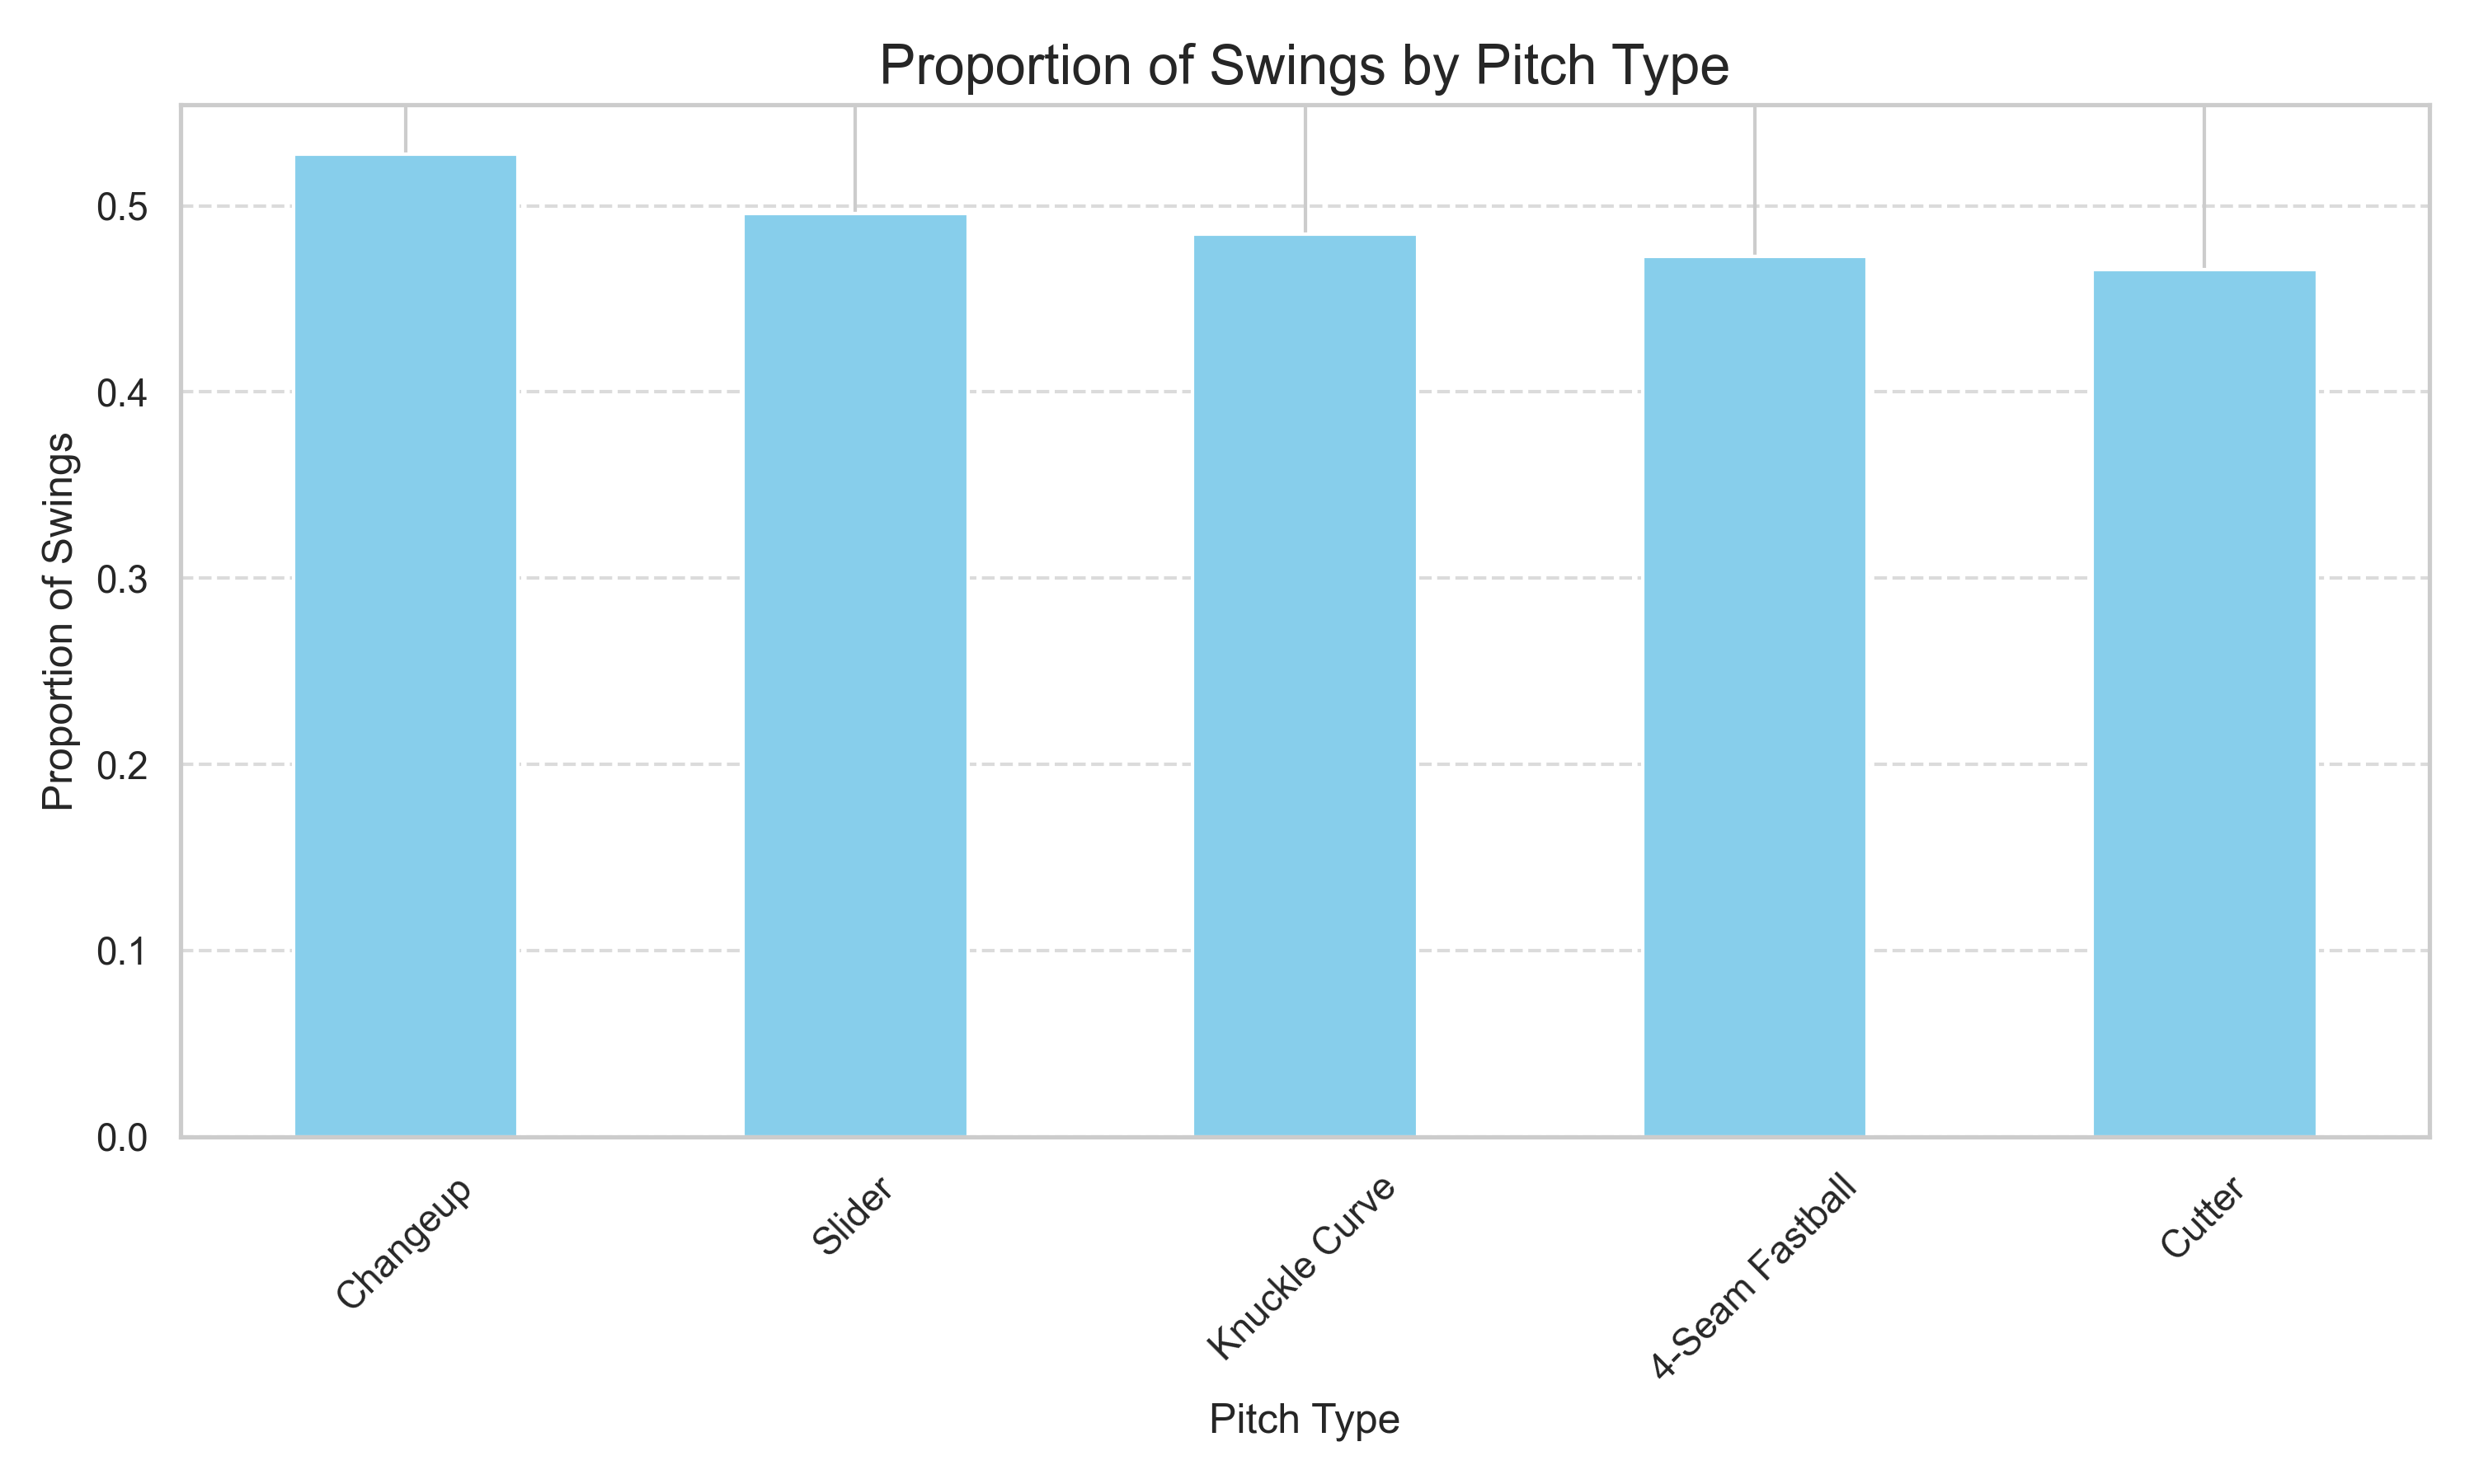 Proportion of Swings by Pitch Type
Proportion of Swings
0.5
0.4
0.3
0.2
0.1
0.0
Changeup
Slider
Knuckle Curve
4-Seam Fastball
Cutter
Pitch Type